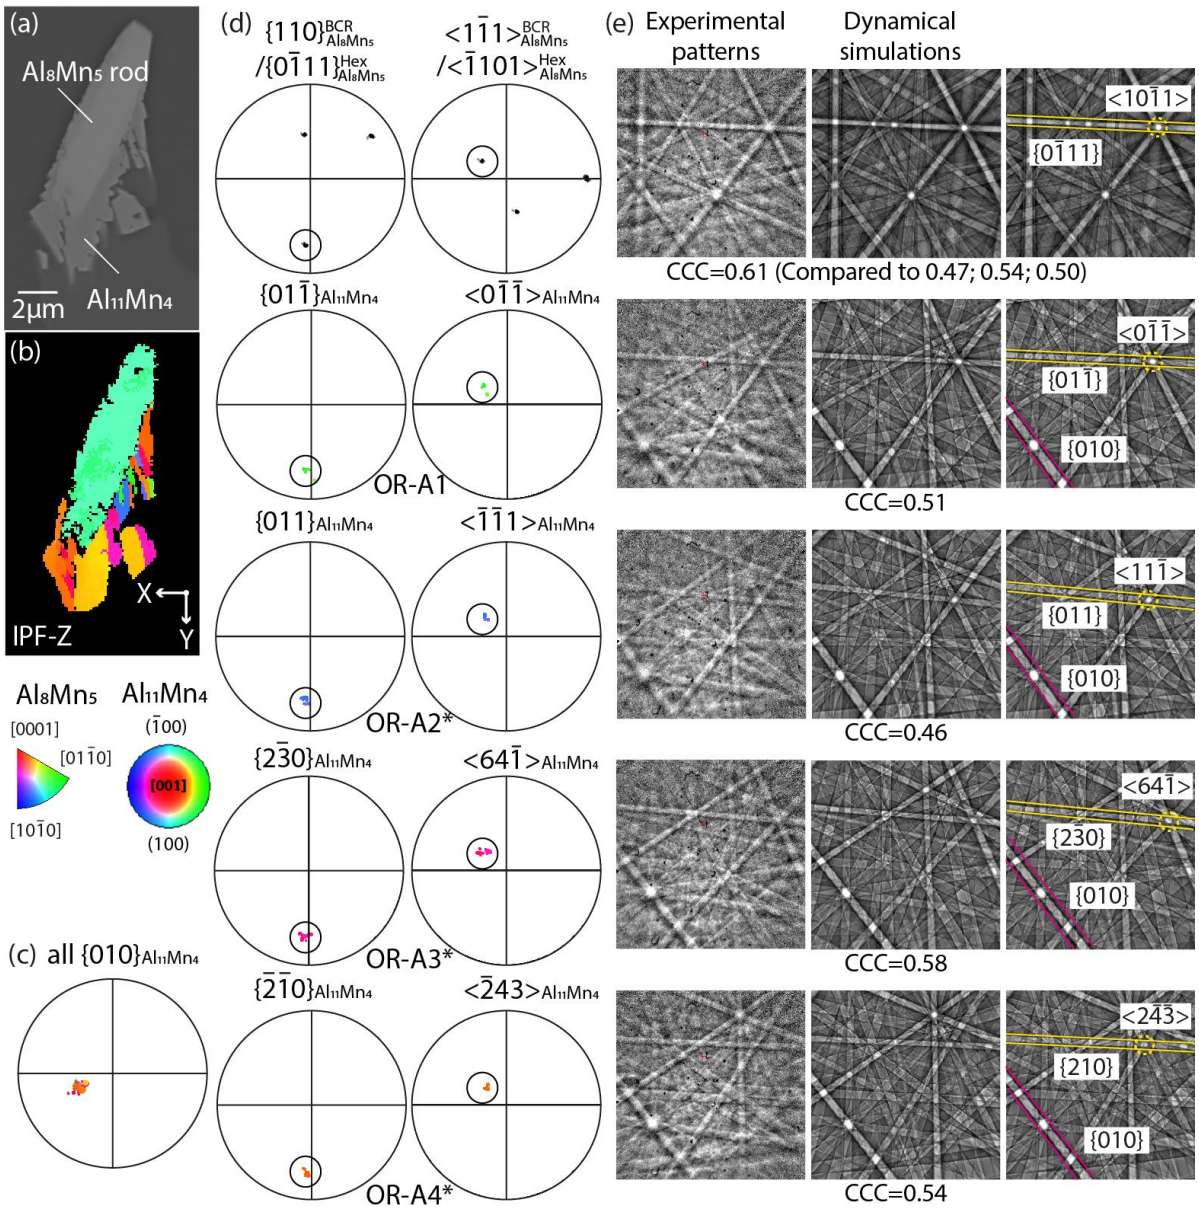 (a)
Al₈Mn₅ rod
2μm
Al₁₁Mn₄
(b)
X
Y
IPF-Z
Al₈Mn₅
[0001]
[011̅0]
[101̅0]
Al₁₁Mn₄
(1̅00)
[001]
(100)
(c) all {010}Al₁₁Mn₄
(d)
{110}BCR Al₈Mn₅
/{01̅11}Hex Al₈Mn₅
<11̅1>BCR Al₈Mn₅
/<1̅101>Hex Al₈Mn₅
{011̅}Al₁₁Mn₄
<01̅1̅>Al₁₁Mn₄
OR-A1
{011}Al₁₁Mn₄
<1̅1̅1>Al₁₁Mn₄
OR-A2*
{23̅0}Al₁₁Mn₄
<641̅>Al₁₁Mn₄
OR-A3*
{2̅1̅0}Al₁₁Mn₄
<2̅43>Al₁₁Mn₄
OR-A4*
(e)
Experimental
patterns
Dynamical
simulations
<101̅1>
{01̅11}
CCC=0.61 (Compared to 0.47; 0.54; 0.50)
<01̅1̅>
{011̅}
{010}
CCC=0.51
<111̅>
{011}
{010}
CCC=0.46
<641̅>
{23̅0}
{010}
CCC=0.58
<24̅3̅>
{210}
{010}
CCC=0.54